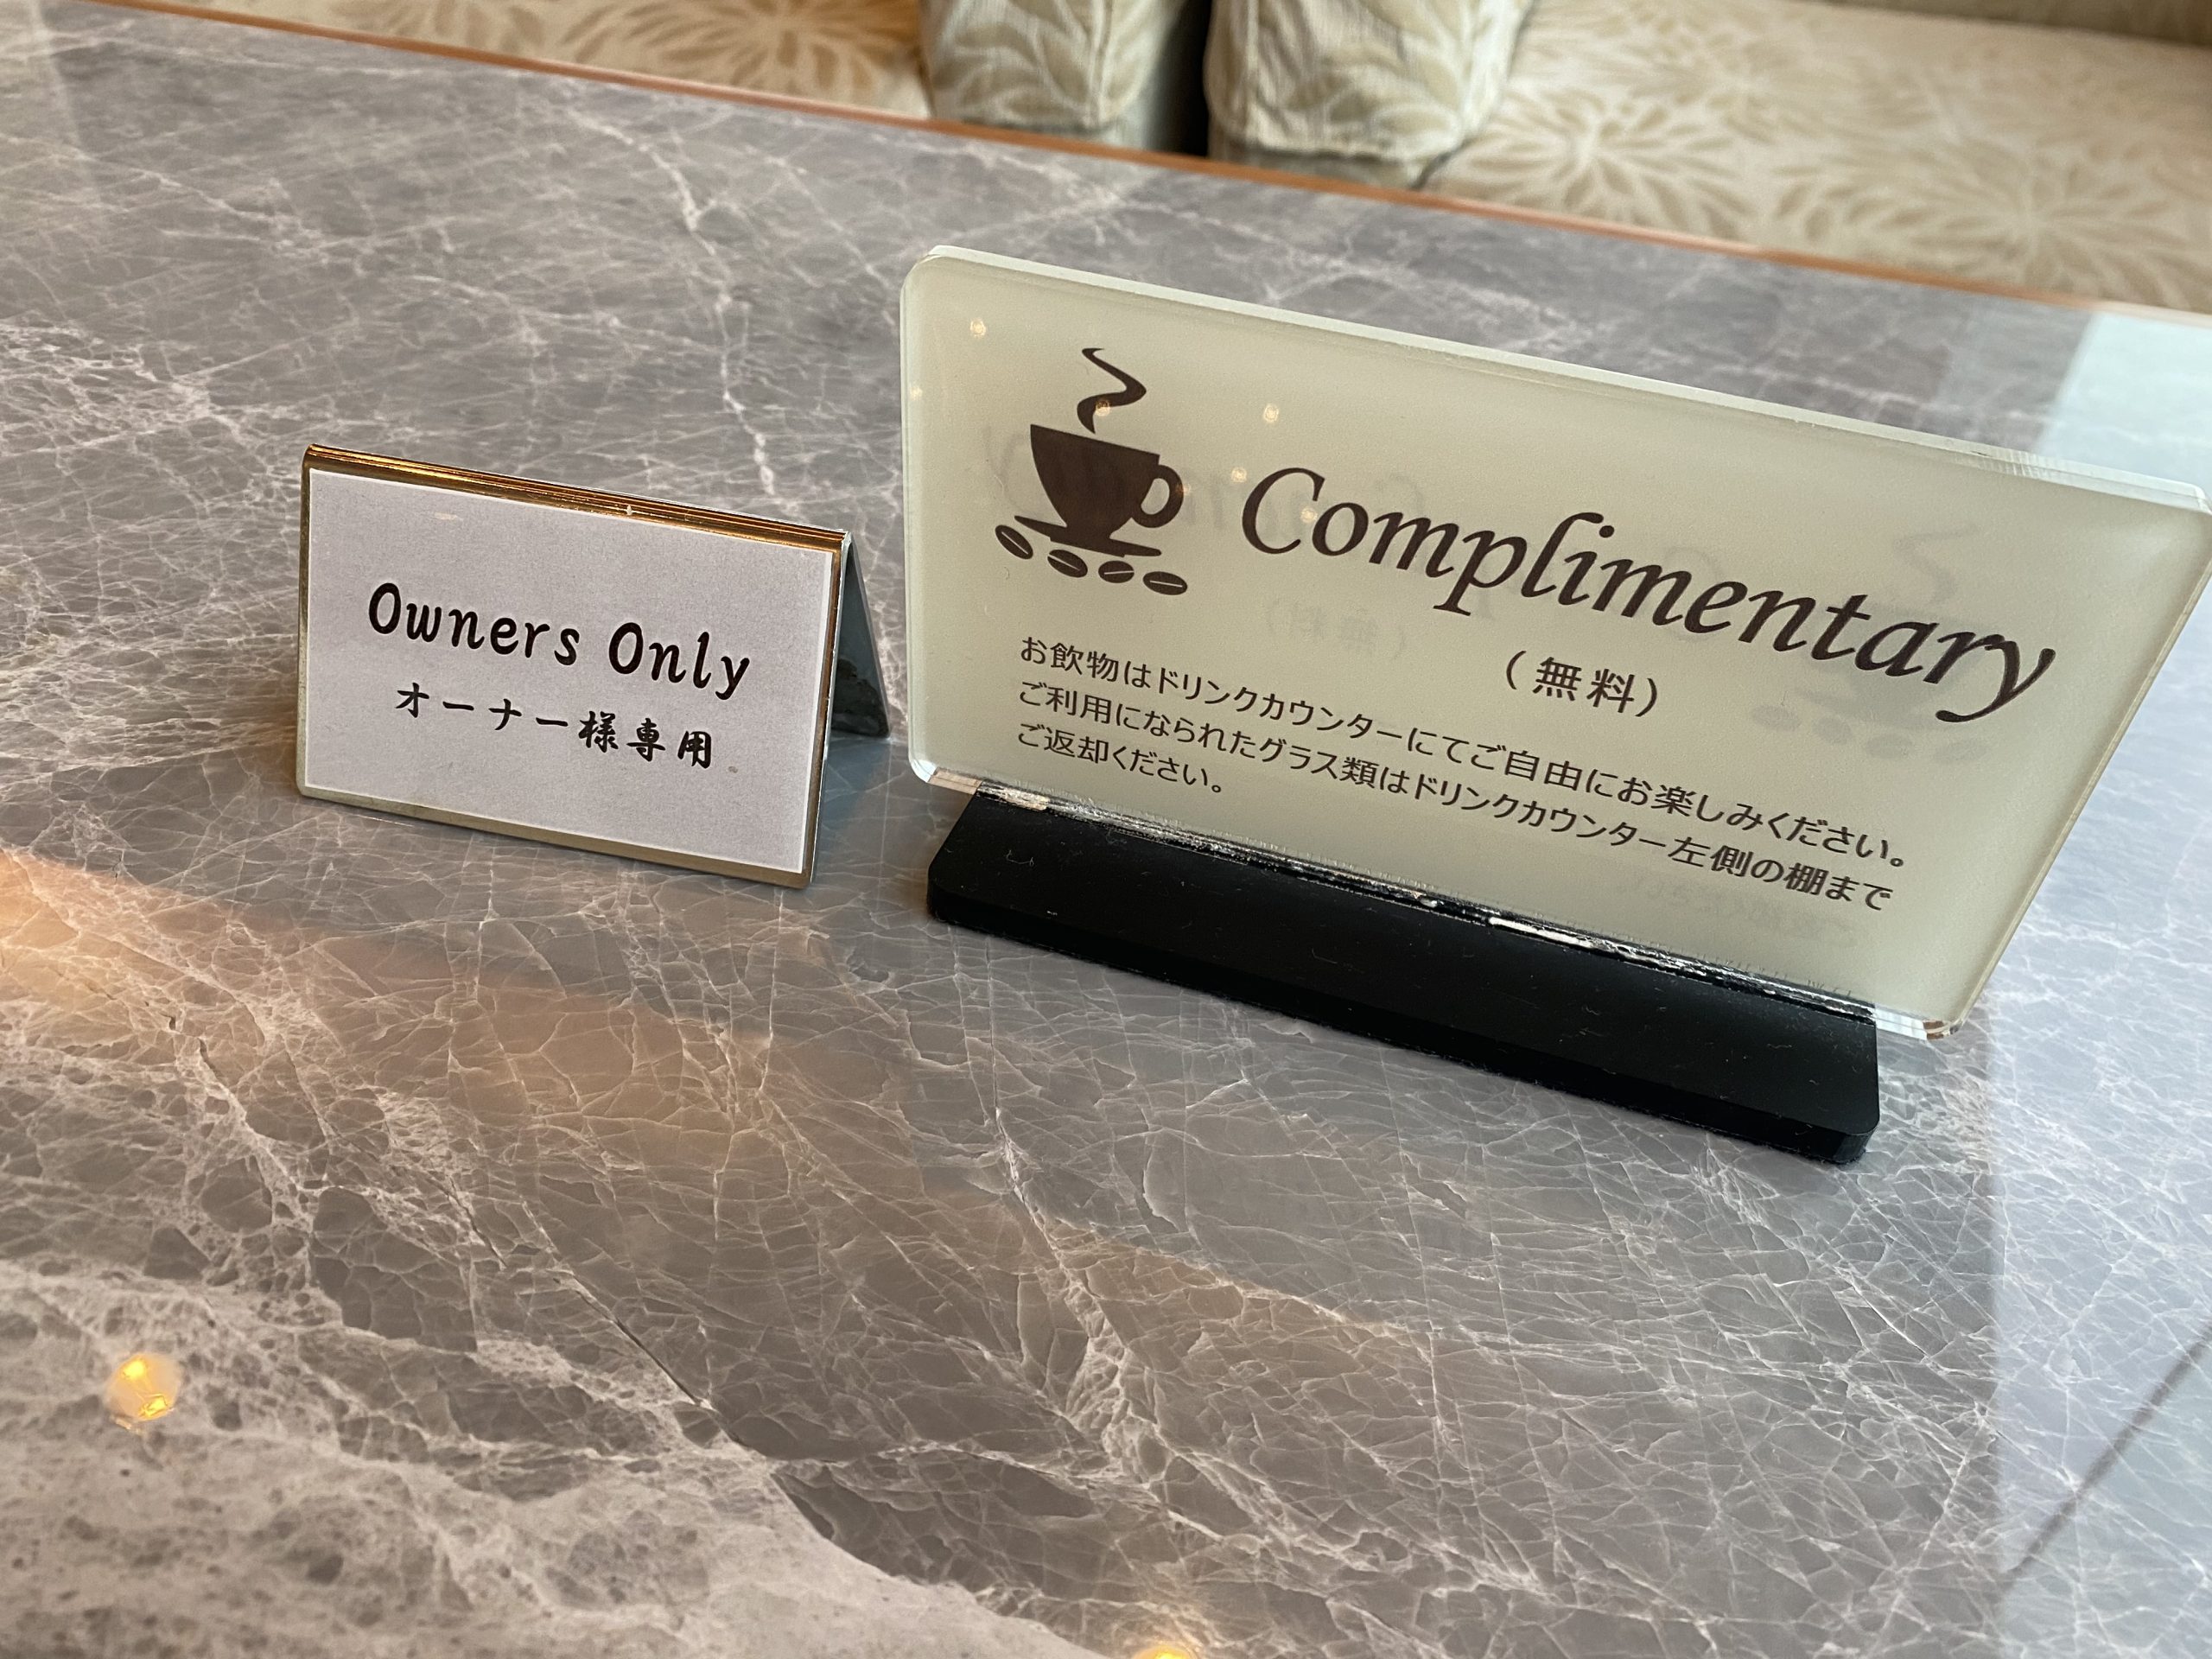 Owners Only
オーナー様専用
Complimentary
(無料)
お飲物はドリンクカウンターにてご自由にお楽しみください。
ご利用になられたグラス類はドリンクカウンター左側の棚まで
ご返却ください。